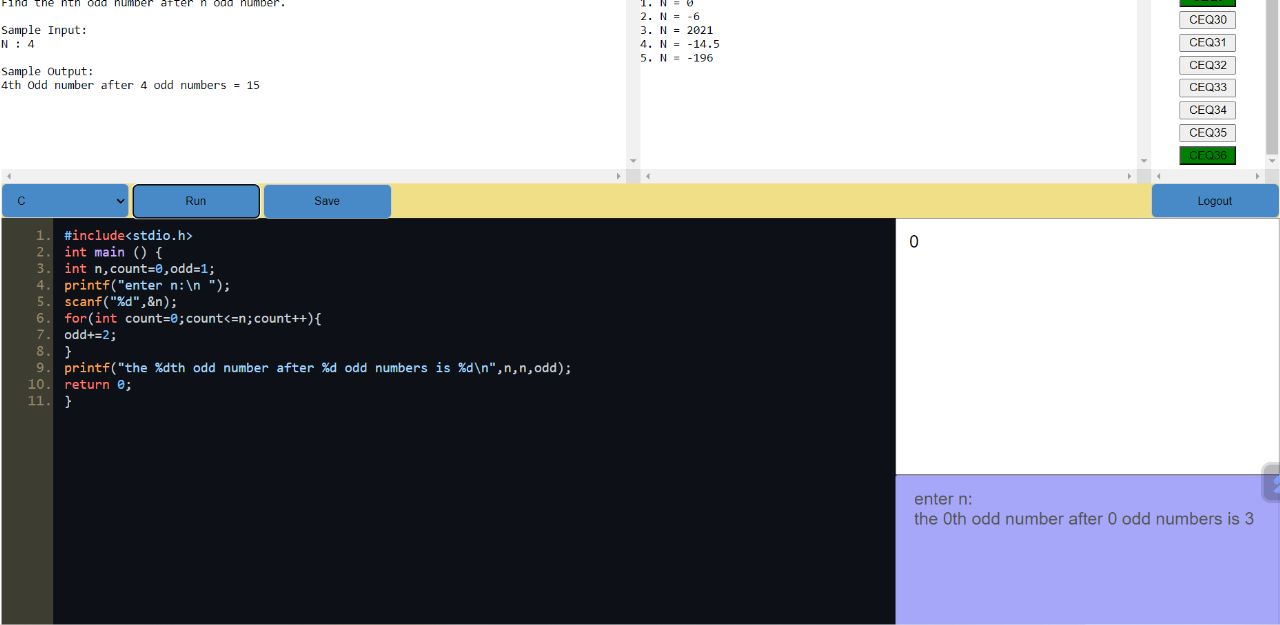 Find the nth odd number after n odd number.
Sample Input:
N : 4
Sample Output:
4th Odd number after 4 odd numbers = 15
1. N = 0
2. N = -6
3. N = 2021
4. N = -14.5
5. N = -196
CEQ30
CEQ31
CEQ32
CEQ33
CEQ34
CEQ35
CEQ36
C
Run
Save
Logout
1. #include<stdio.h>
2. int main () {
3. int n,count=0,odd=1;
4. printf("enter n:\n ");
5. scanf("%d",&n);
6. for(int count=0;count<=n;count++){
7. odd+=2;
8. }
9. printf("the %dth odd number after %d odd numbers is %d\n",n,n,odd);
10. return 0;
11. }
0
enter n:
the 0th odd number after 0 odd numbers is 3